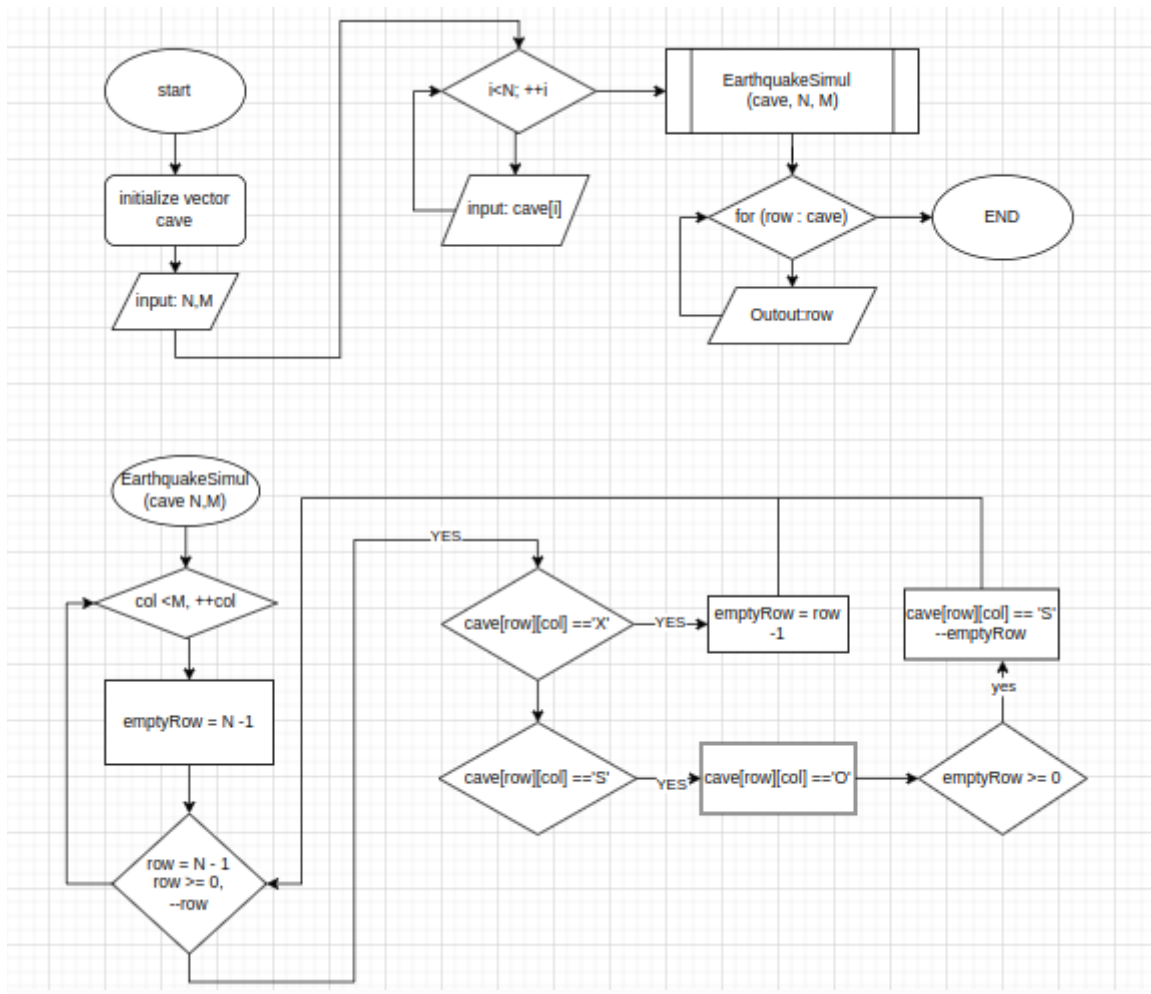 start
initialize vector
cave
input: N,M
i<N; ++i
input: cave[i]
EarthquakeSimul
(cave, N, M)
for (row : cave)
Outout:row
END
EarthquakeSimul
(cave N,M)
col <M, ++col
emptyRow = N -1
row = N - 1
row >= 0,
--row
YES
cave[row][col] =='X'
YES
emptyRow = row
-1
cave[row][col] =='S'
YES
cave[row][col] =='O'
emptyRow >= 0
yes
cave[row][col] == 'S'
--emptyRow